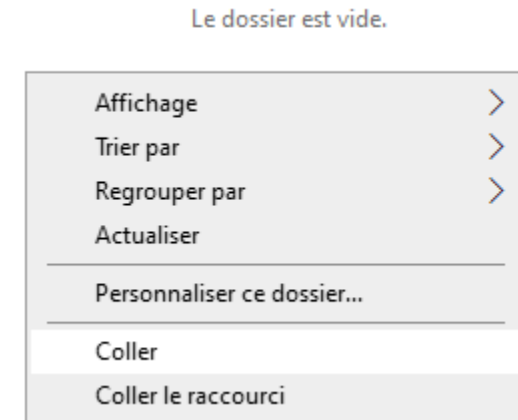 Le dossier est vide.
Affichage
Trier par
Regrouper par
Actualiser
Personnaliser ce dossier...
Coller
Coller le raccourci